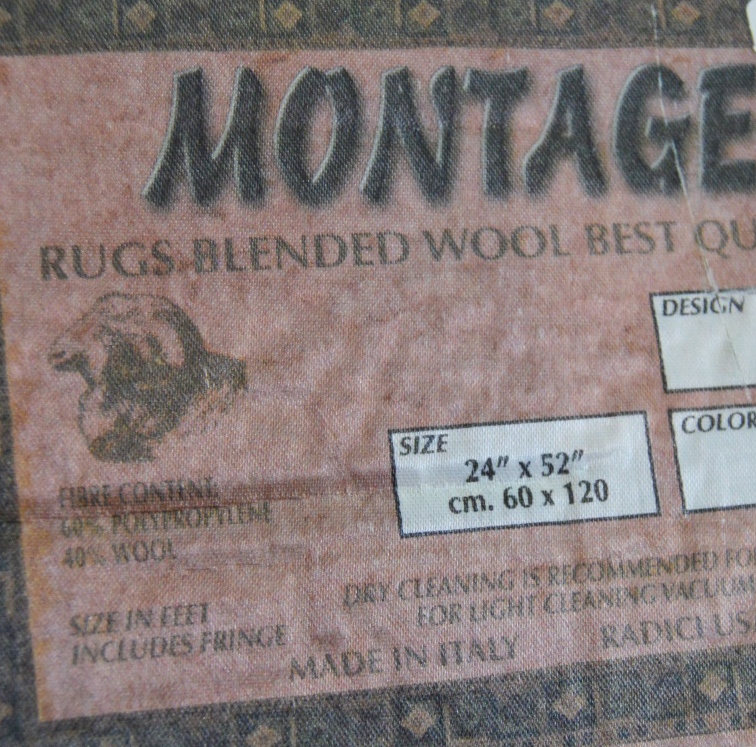 MONTAGE
RUGS BLENDED WOOL BEST QU
DESIGN
SIZE
24" x 52"
cm. 60 x 120
COLOR
FIBRE CONTENT:
60% POLYPROPYLENE
40% WOOL
DRY CLEANING IS RECOMMENDED FO
FOR LIGHT CLEANING VACUUM
SIZE IN FEET
INCLUDES FRINGE
MADE IN ITALY
RADICI US